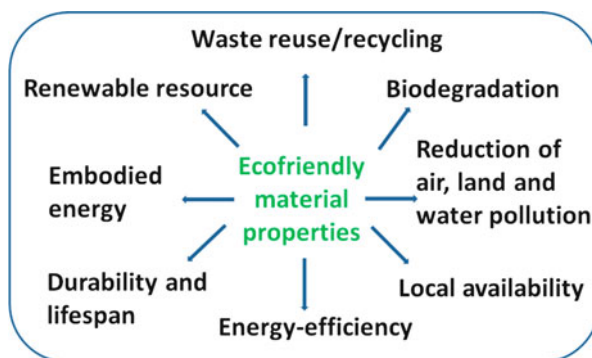 Waste reuse/recycling
Renewable resource
Biodegradation
Ecofriendly
material
properties
Embodied
energy
Reduction of
air, land and
water pollution
Durability and
lifespan
Local availability
Energy-efficiency